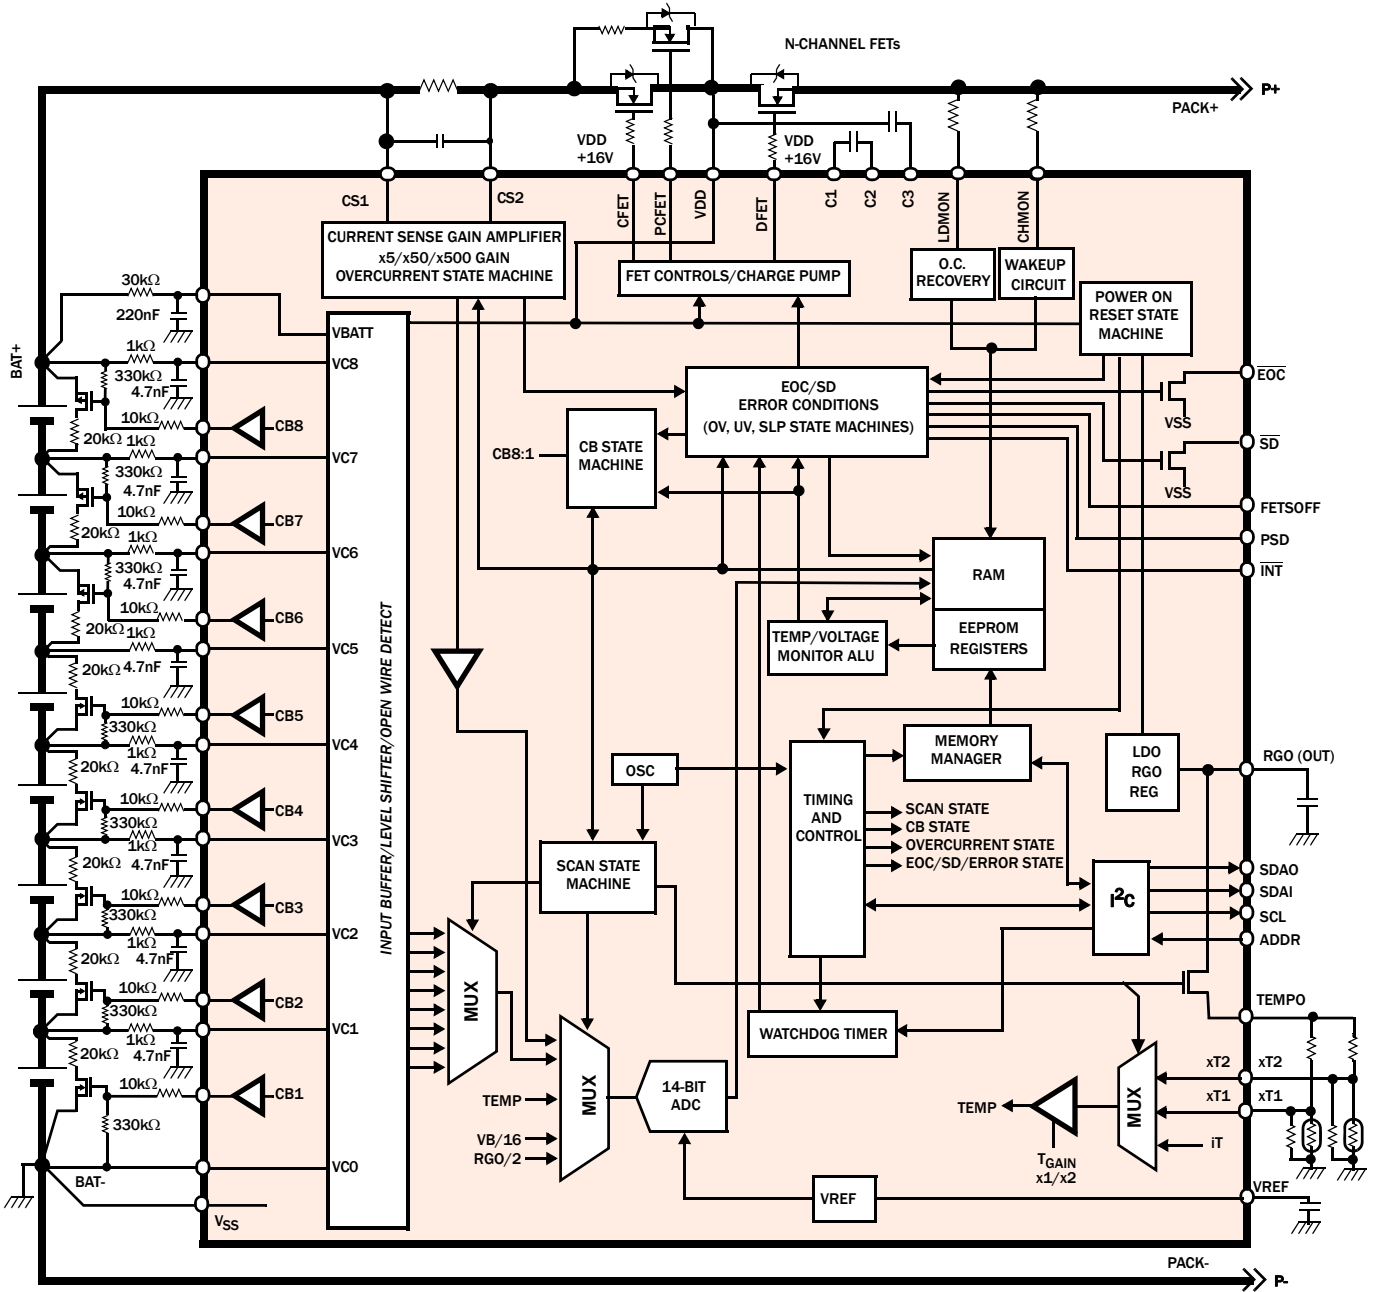 N-CHANNEL FETs
P+
PACK+
VDD
+16V
VDD
+16V
CS1
CS2
CFET
PCFET
VDD
DFET
C1
C2
C3
LDMON
CHMON
CURRENT SENSE GAIN AMPLIFIER
x5/x50/x500 GAIN
OVERCURRENT STATE MACHINE
FET CONTROLS/CHARGE PUMP
O.C.
RECOVERY
WAKEUP
CIRCUIT
POWER ON
RESET STATE
MACHINE
30kΩ
220nF
BAT+
VBATT
1kΩ
VC8
330kΩ
4.7nF
10kΩ
CB8
20kΩ
1kΩ
VC7
330kΩ
4.7nF
10kΩ
CB7
20kΩ
1kΩ
VC6
330kΩ
4.7nF
10kΩ
CB6
20kΩ
1kΩ
VC5
20kΩ
4.7nF
10kΩ
CB5
330kΩ
VC4
1kΩ
20kΩ
4.7nF
10kΩ
CB4
330kΩ
VC3
1kΩ
20kΩ
4.7nF
10kΩ
CB3
330kΩ
VC2
1kΩ
20kΩ
4.7nF
10kΩ
CB2
330kΩ
VC1
1kΩ
20kΩ
4.7nF
10kΩ
CB1
330kΩ
VC0
BAT-
VSS
INPUT BUFFER/LEVEL SHIFTER/OPEN WIRE DETECT
EOC/SD
ERROR CONDITIONS
(OV, UV, SLP STATE MACHINES)
CB8:1
CB STATE
MACHINE
EOC
VSS
SD
VSS
FETSOFF
PSD
INT
RAM
EEPROM
REGISTERS
TEMP/VOLTAGE
MONITOR ALU
MEMORY
MANAGER
LDO
RGO
REG
RGO (OUT)
OSC
TIMING
AND
CONTROL
SCAN STATE
CB STATE
OVERCURRENT STATE
EOC/SD/ERROR STATE
SCAN STATE
MACHINE
I2C
SDAO
SDAI
SCL
ADDR
MUX
WATCHDOG TIMER
TEMPO
MUX
TEMP
VB/16
RGO/2
14-BIT
ADC
TEMP
TGAIN
x1/x2
MUX
xT2
xT2
xT1
xT1
iT
VREF
VREF
PACK-
P-